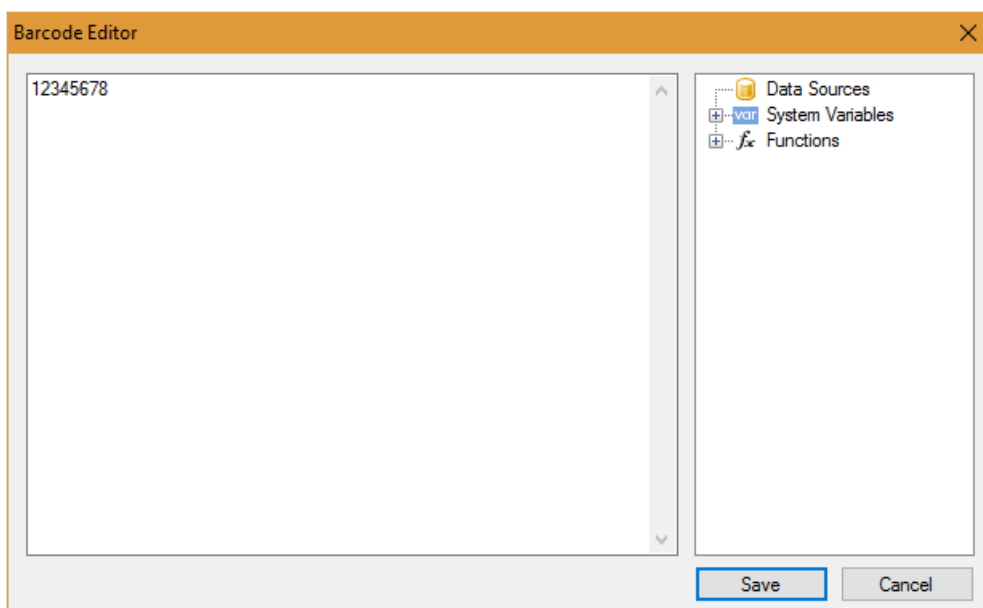 Barcode Editor
12345678
Data Sources
var System Variables
fx Functions
Save
Cancel